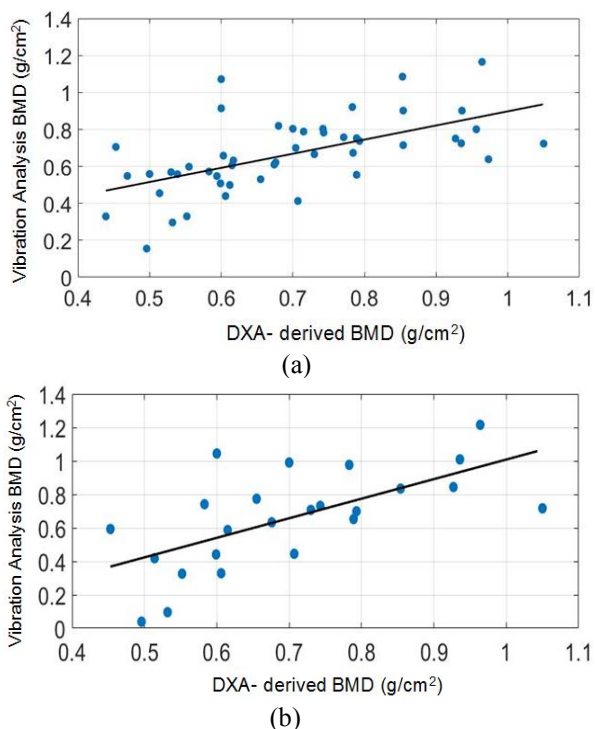 1.4
1.2
1
0.8
0.6
0.4
0.2
0
Vibration Analysis BMD (g/cm²)
0.4 0.5 0.6 0.7 0.8 0.9 1 1.1
DXA- derived BMD (g/cm²)
(a)
1.4
1.2
1
0.8
0.6
0.4
0.2
0
Vibration Analysis BMD (g/cm²)
0.4 0.5 0.6 0.7 0.8 0.9 1 1.1
DXA- derived BMD (g/cm²)
(b)